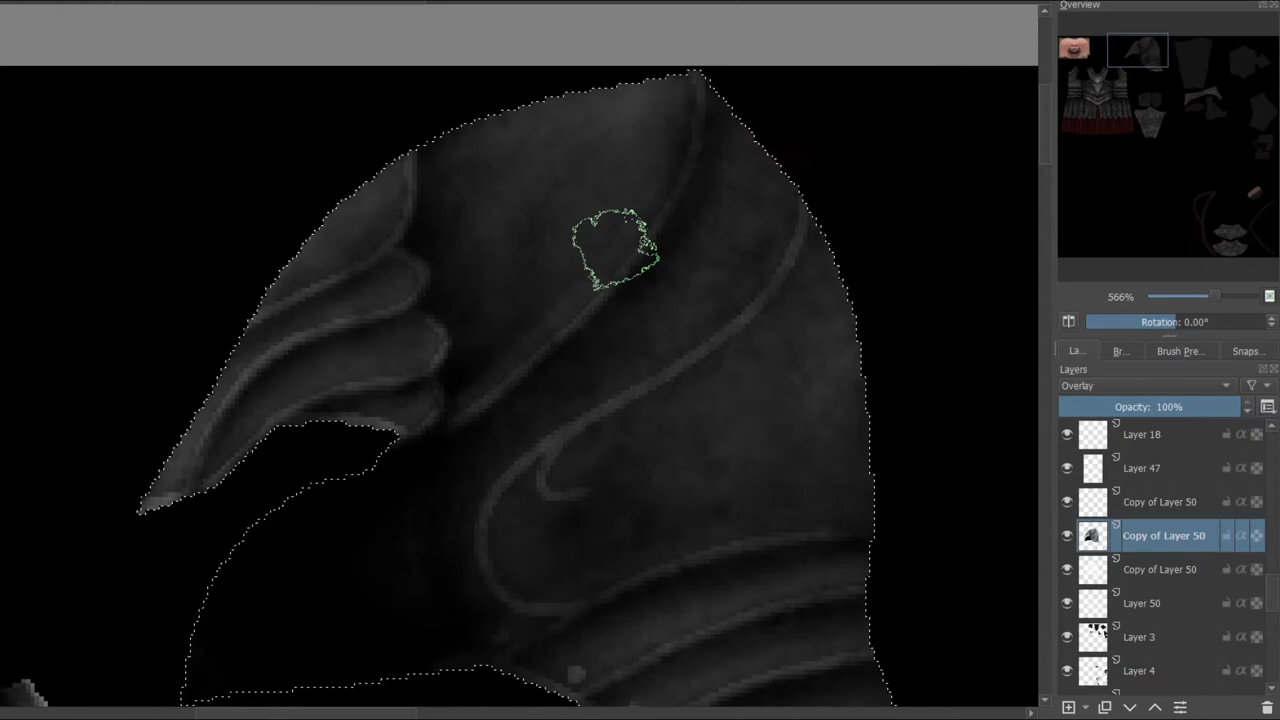 Overview
566%
Rotation: 0.00°
La...
Br...
Brush Pre...
Snaps...
Layers
Overlay
Opacity: 100%
Layer 18
Layer 47
Copy of Layer 50
Copy of Layer 50
Copy of Layer 50
Layer 50
Layer 3
Layer 4